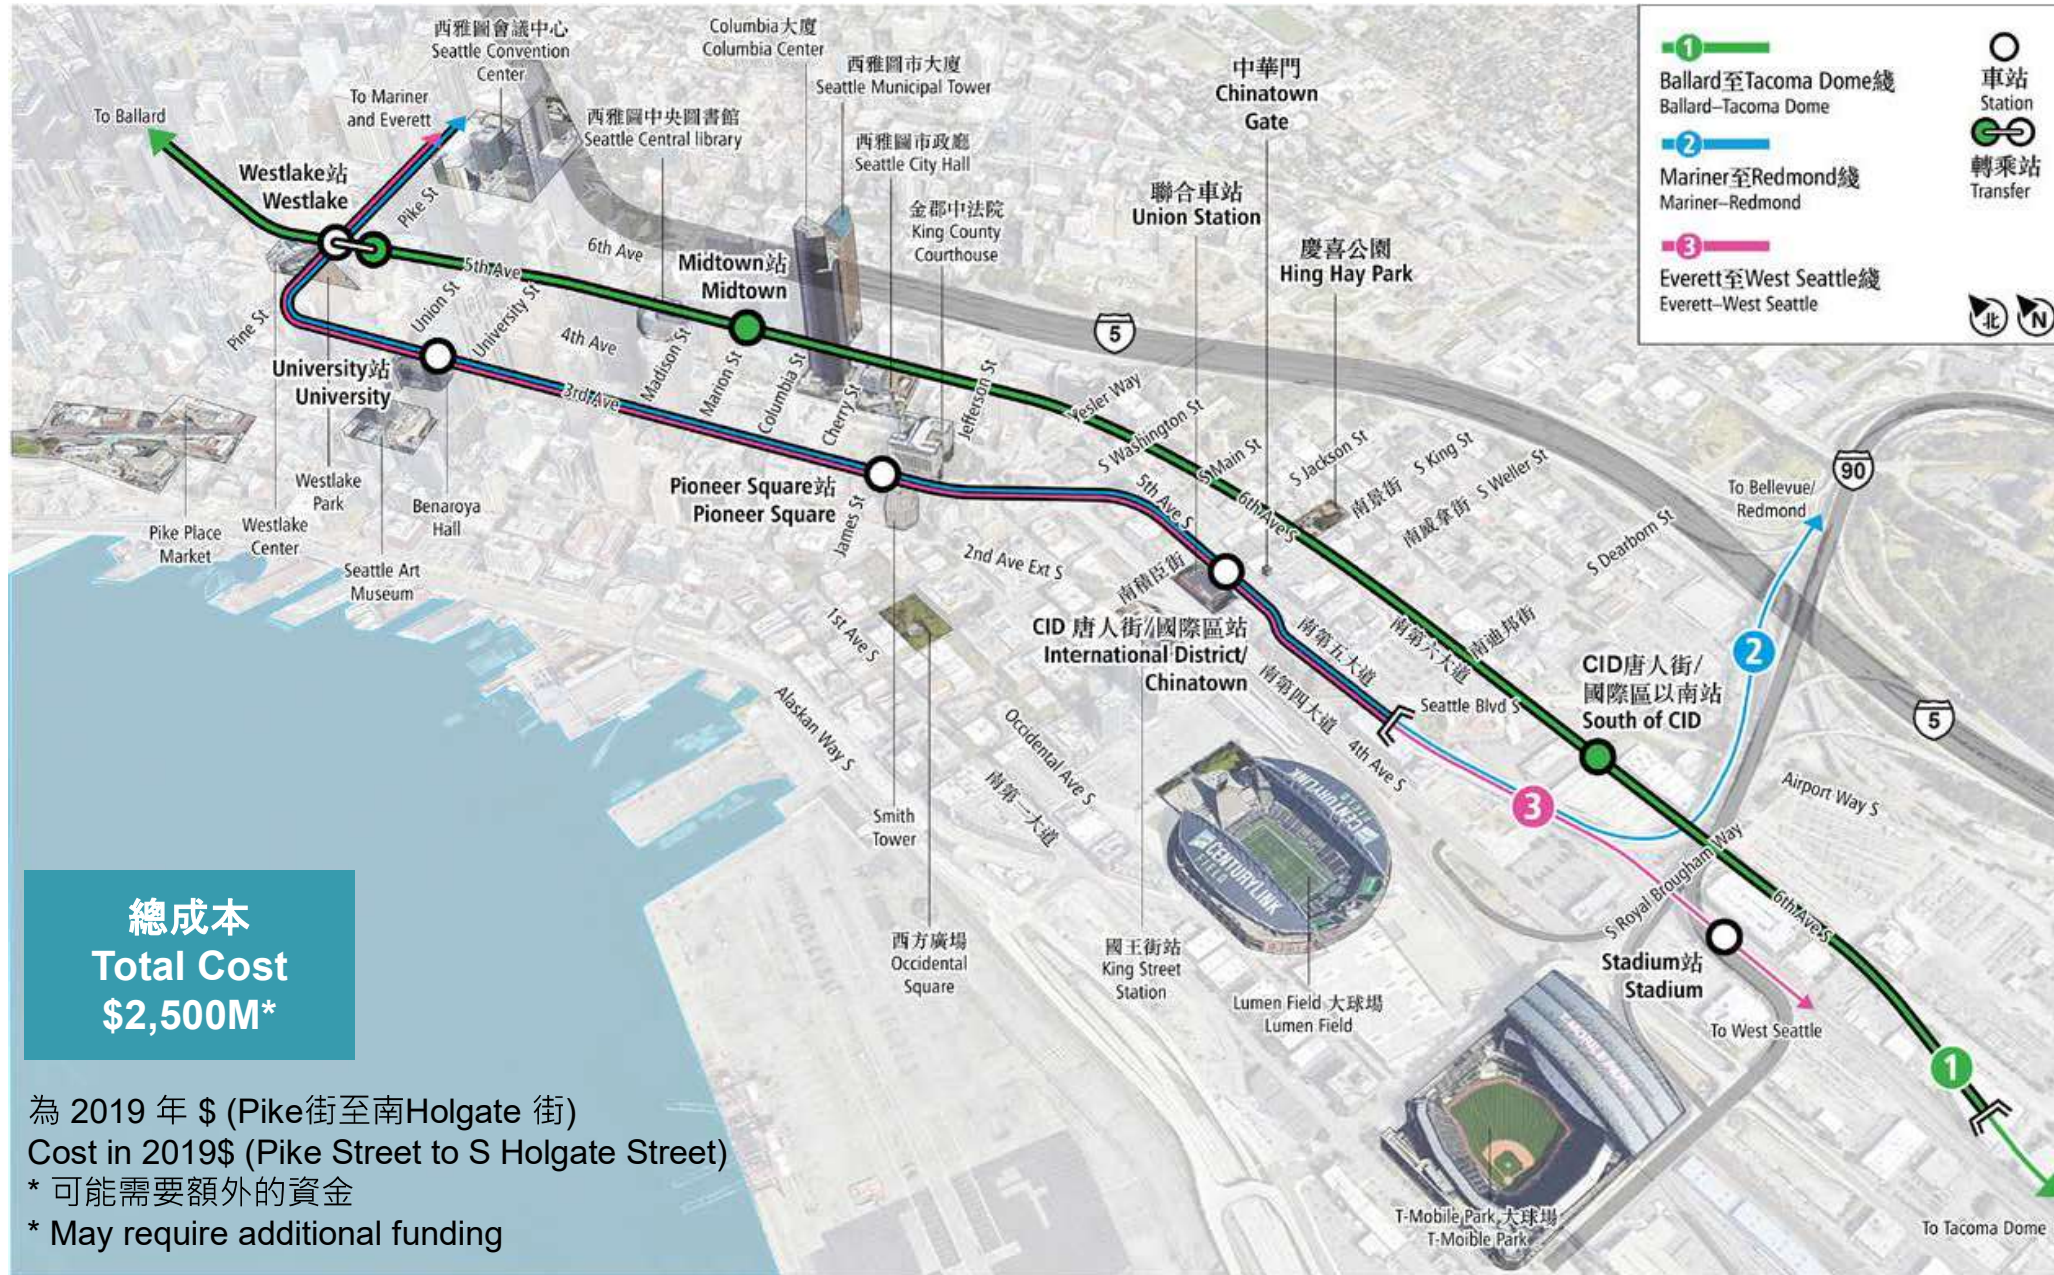 西雅圖會議中心
Seattle Convention
Center
Columbia大廈
Columbia Center
西雅圖市大廈
Seattle Municipal Tower
中華門
Chinatown
Gate
To Ballard
To Mariner
and Everett
西雅圖中央圖書館
Seattle Central library
西雅圖市政廳
Seattle City Hall
Westlake站
Westlake
Pike St
金郡中法院
King County
Courthouse
聯合車站
Union Station
慶喜公園
Hing Hay Park
1
Ballard至Tacoma Dome綫
Ballard–Tacoma Dome
2
Mariner至Redmond綫
Mariner–Redmond
3
Everett至West Seattle綫
Everett–West Seattle
車站
Station
轉乘站
Transfer
北
N
6th Ave
5th Ave
Midtown站
Midtown
Pine St
Union St
University St
4th Ave
Madison St
Marion St
Columbia St
Cherry St
Jefferson St
5
University站
University
3rd Ave
Yesler Way
S Washington St
S Main St
S Jackson St
S King St
S Weller St
90
Pioneer Square站
Pioneer Square
James St
5th Ave S
6th Ave S
南景街
南威拿街
S Dearborn St
To Bellevue/
Redmond
Westlake
Park
Benaroya
Hall
Pike Place
Market
Westlake
Center
Seattle Art
Museum
2nd Ave Ext S
南積臣街
1st Ave S
CID 唐人街/國際區站
International District/
Chinatown
南第五大道
南第六大道
南迪邦街
南第四大道
4th Ave S
Seattle Blvd S
CID唐人街/
國際區以南站
South of CID
2
5
Alaskan Way S
Occidental Ave S
南第一大道
3
Airport Way S
Smith
Tower
CENTURYLINK
FIELD
CENTURYLINK
FIELD
S Royal Brougham Way
6th Ave S
西方廣場
Occidental
Square
國王街站
King Street
Station
Lumen Field 大球場
Lumen Field
Stadium站
Stadium
To West Seattle
1
T-Mobile Park 大球場
T-Moible Park
To Tacoma Dome
總成本
Total Cost
$2,500M*
為 2019 年 $ (Pike街至南Holgate 街)
Cost in 2019$ (Pike Street to S Holgate Street)
* 可能需要額外的資金
* May require additional funding